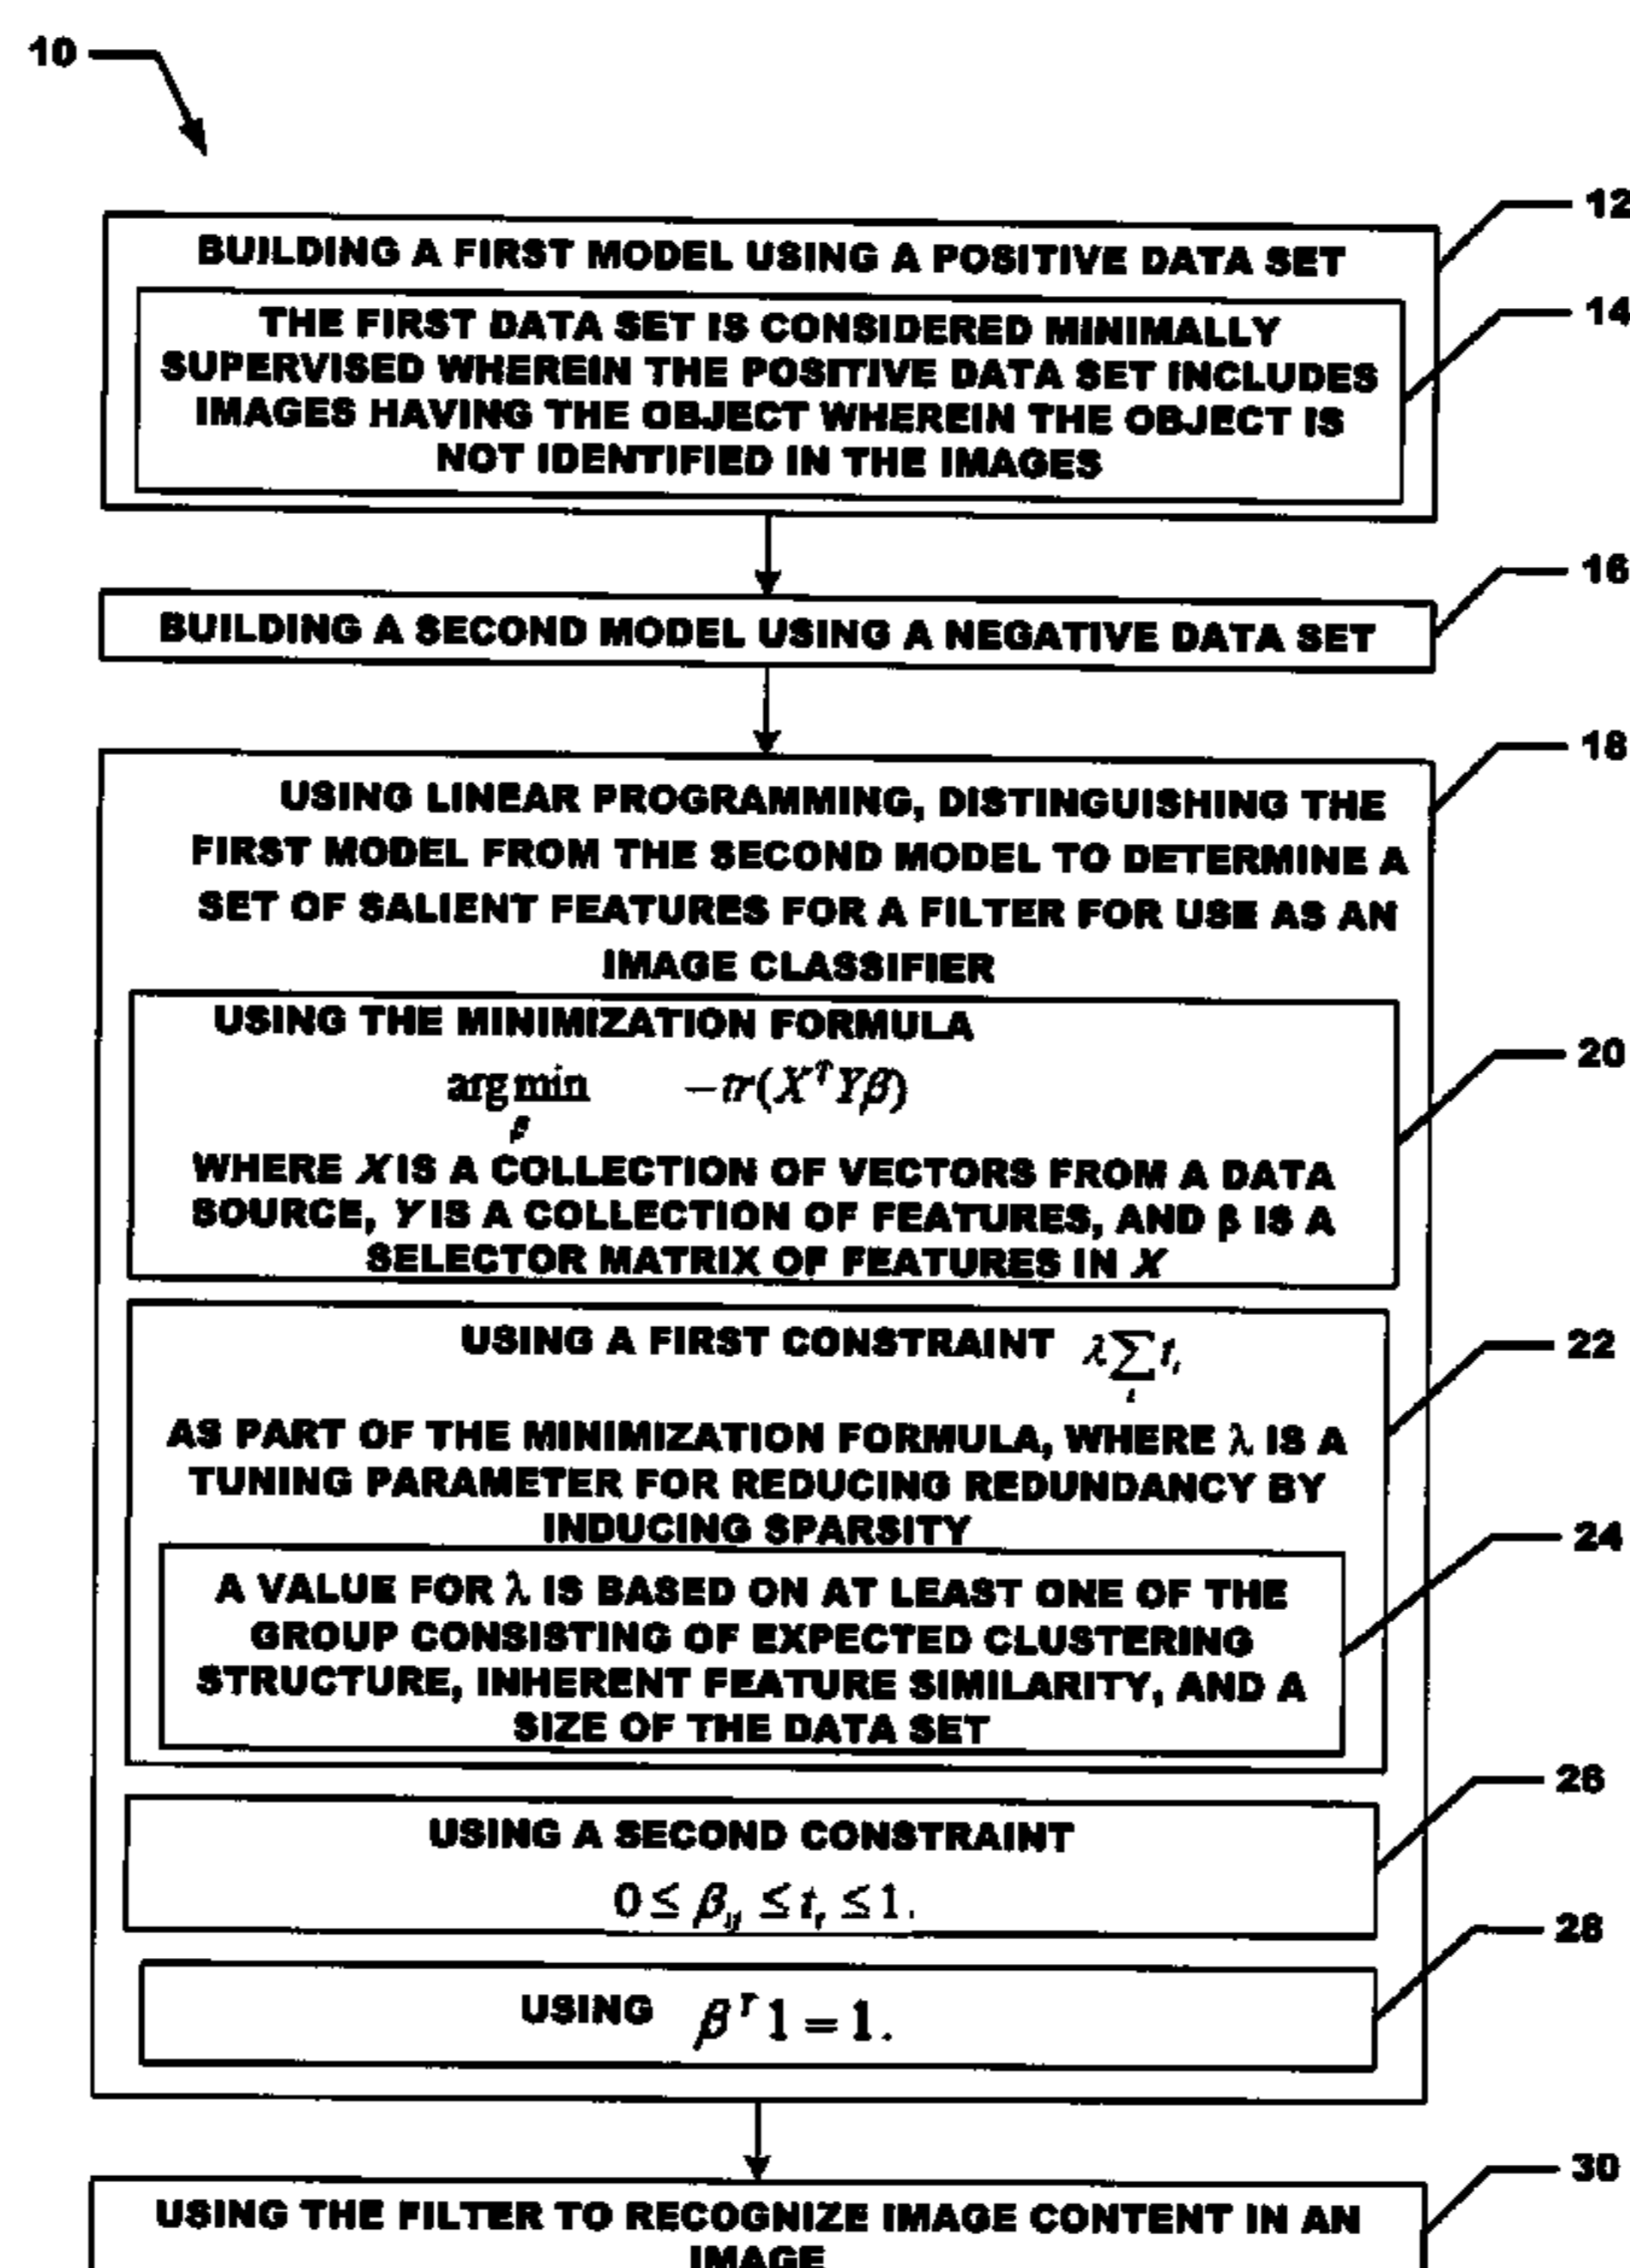 10
12
BUILDING A FIRST MODEL USING A POSITIVE DATA SET
14
THE FIRST DATA SET IS CONSIDERED MINIMALLY
SUPERVISED WHEREIN THE POSITIVE DATA SET INCLUDES
IMAGES HAVING THE OBJECT WHEREIN THE OBJECT IS
NOT IDENTIFIED IN THE IMAGES
16
BUILDING A SECOND MODEL USING A NEGATIVE DATA SET
18
USING LINEAR PROGRAMMING, DISTINGUISHING THE
FIRST MODEL FROM THE SECOND MODEL TO DETERMINE A
SET OF SALIENT FEATURES FOR A FILTER FOR USE AS AN
IMAGE CLASSIFIER
USING THE MINIMIZATION FORMULA
20
arg min −tr(XᵀYβ)
β
WHERE X IS A COLLECTION OF VECTORS FROM A DATA
SOURCE, Y IS A COLLECTION OF FEATURES, AND β IS A
SELECTOR MATRIX OF FEATURES IN X
22
USING A FIRST CONSTRAINT λ∑tᵢ
i
AS PART OF THE MINIMIZATION FORMULA, WHERE λ IS A
TUNING PARAMETER FOR REDUCING REDUNDANCY BY
INDUCING SPARSITY
24
A VALUE FOR λ IS BASED ON AT LEAST ONE OF THE
GROUP CONSISTING OF EXPECTED CLUSTERING
STRUCTURE, INHERENT FEATURE SIMILARITY, AND A
SIZE OF THE DATA SET
26
USING A SECOND CONSTRAINT
0 ≤ βᵢⱼ ≤ tᵢ ≤ 1.
28
USING βᵀ1 = 1.
30
USING THE FILTER TO RECOGNIZE IMAGE CONTENT IN AN
IMAGE